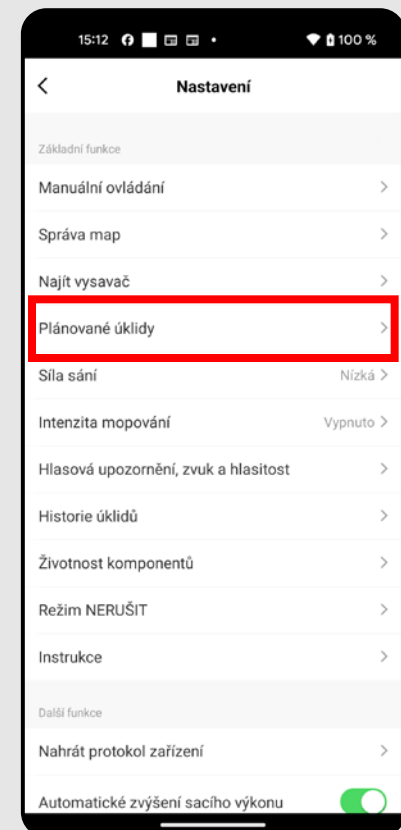 15:12 100 %
Nastavení
Základní funkce
Manuální ovládání
Správa map
Najít vysavač
Plánované úklidy
Síla sání Nízká
Intenzita mopování Vypnuto
Hlasová upozornění, zvuk a hlasitost
Historie úklidů
Životnost komponentů
Režim NERUŠIT
Instrukce
Další funkce
Nahrát protokol zařízení
Automatické zvýšení sacího výkonu